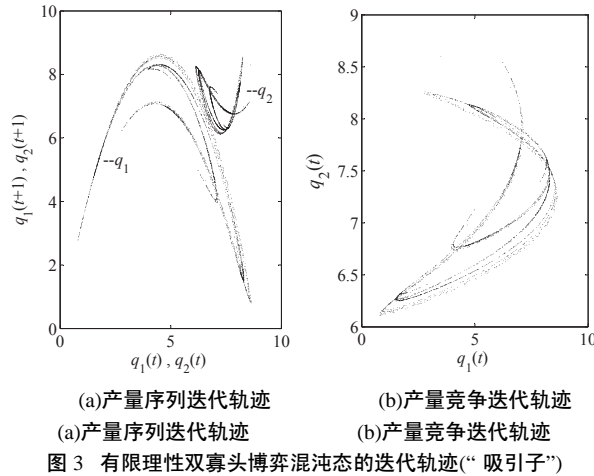 10
8
6
4
2
0
0
5
10
q₁(t+1) , q₂(t+1)
--q₂
--q₁
q₁(t) , q₂(t)
9
8.5
8
7.5
7
6.5
6
0
5
10
q₂(t)
q₁(t)
(a)产量序列迭代轨迹
(b)产量竞争迭代轨迹
(a)产量序列迭代轨迹
(b)产量竞争迭代轨迹
图 3 有限理性双寡头博弈混沌态的迭代轨迹(“ 吸引子”)